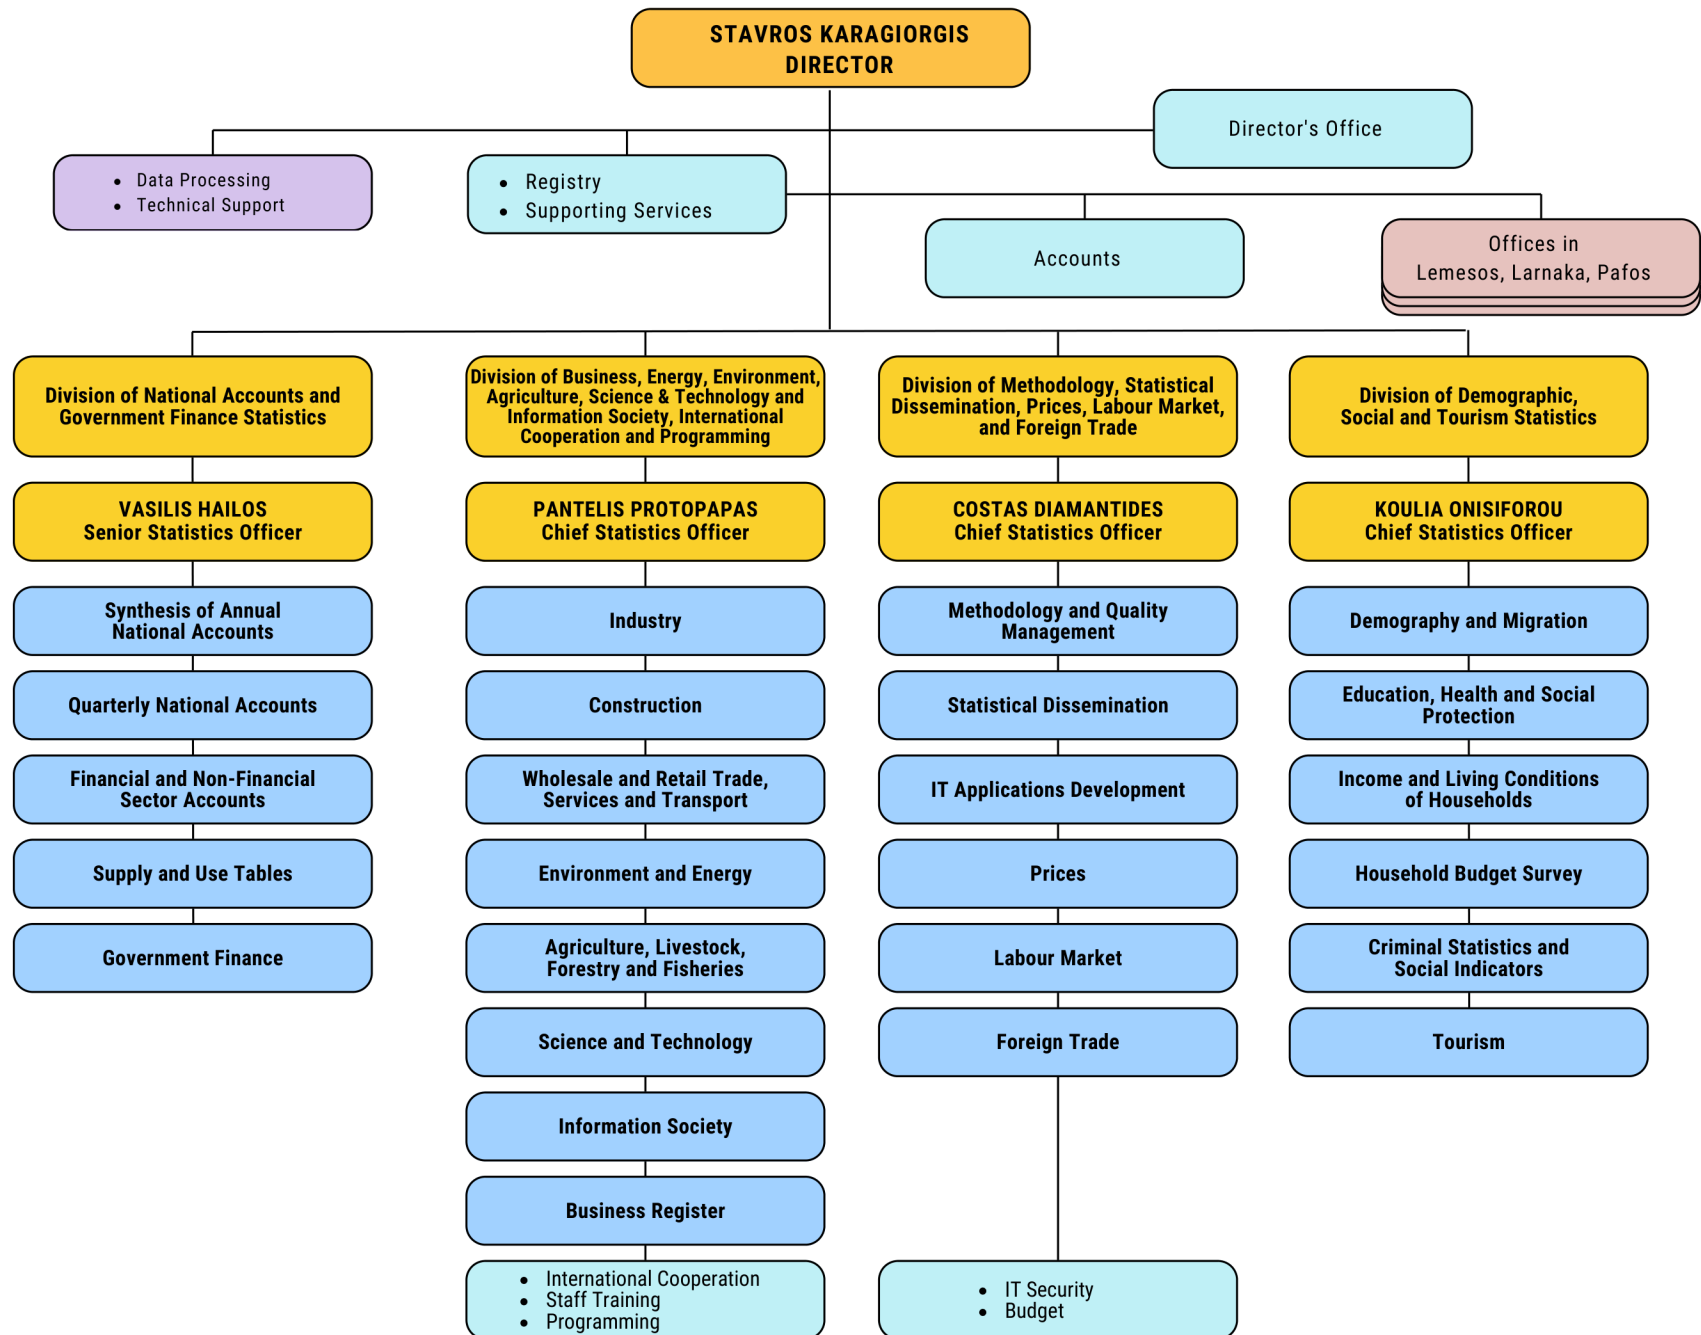 STAVROS KARAGIORGIS
DIRECTOR
Director's Office
• Data Processing
• Technical Support
• Registry
• Supporting Services
Accounts
Offices in
Lemesos, Larnaka, Pafos
Division of National Accounts and
Government Finance Statistics
VASILIS HAILOS
Senior Statistics Officer
Synthesis of Annual
National Accounts
Quarterly National Accounts
Financial and Non-Financial
Sector Accounts
Supply and Use Tables
Government Finance
Division of Business, Energy, Environment,
Agriculture, Science & Technology and
Information Society, International
Cooperation and Programming
PANTELIS PROTOPAPAS
Chief Statistics Officer
Industry
Construction
Wholesale and Retail Trade,
Services and Transport
Environment and Energy
Agriculture, Livestock,
Forestry and Fisheries
Science and Technology
Information Society
Business Register
• International Cooperation
• Staff Training
• Programming
Division of Methodology, Statistical
Dissemination, Prices, Labour Market,
and Foreign Trade
COSTAS DIAMANTIDES
Chief Statistics Officer
Methodology and Quality
Management
Statistical Dissemination
IT Applications Development
Prices
Labour Market
Foreign Trade
• IT Security
• Budget
Division of Demographic,
Social and Tourism Statistics
KOULIA ONISIFOROU
Chief Statistics Officer
Demography and Migration
Education, Health and Social
Protection
Income and Living Conditions
of Households
Household Budget Survey
Criminal Statistics and
Social Indicators
Tourism